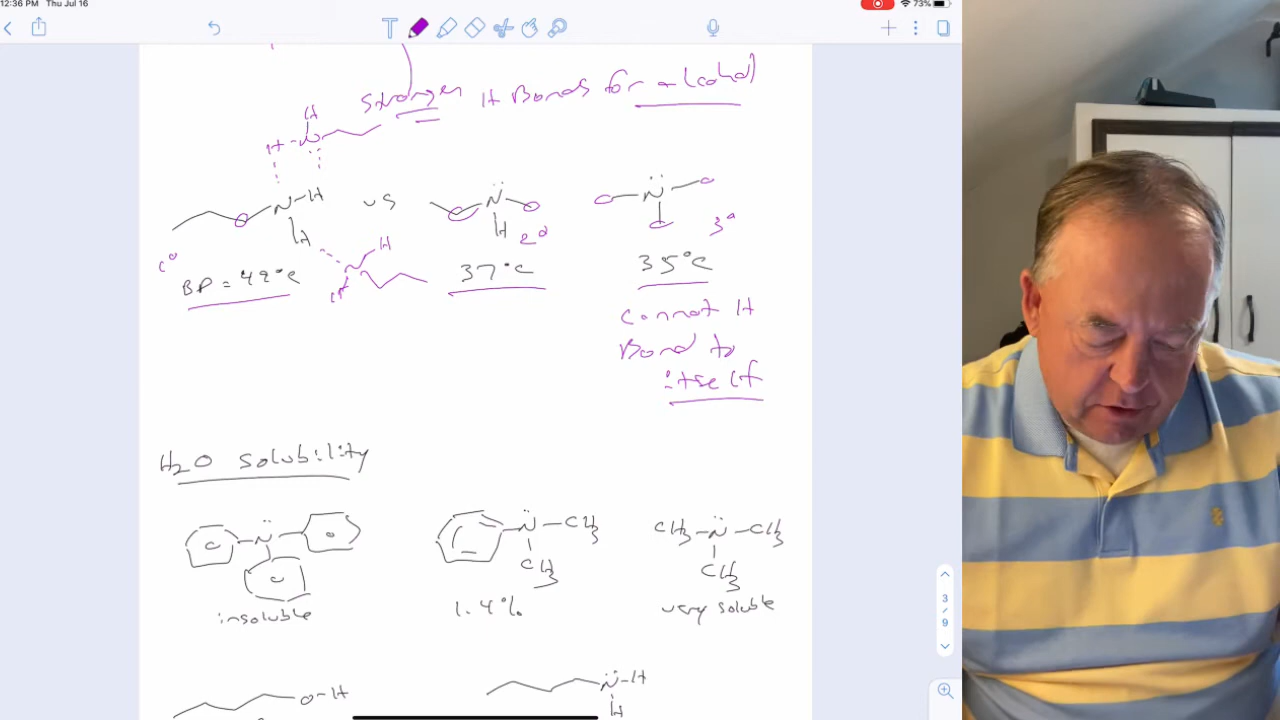 12:36 PM Thu Jul 16
73%
stronger H Bonds for alcohol
H
H
N
N-H
H
vs
N
H
2°
N
3°
1°
BP = 49°C
N
H
H
37°C
35°C
cannot H
Bond to
itself
H2O solubility
N
insoluble
N-CH3
CH3
1.4%
CH3-N-CH3
CH3
very soluble
3
/
9
O-H
N-H
H